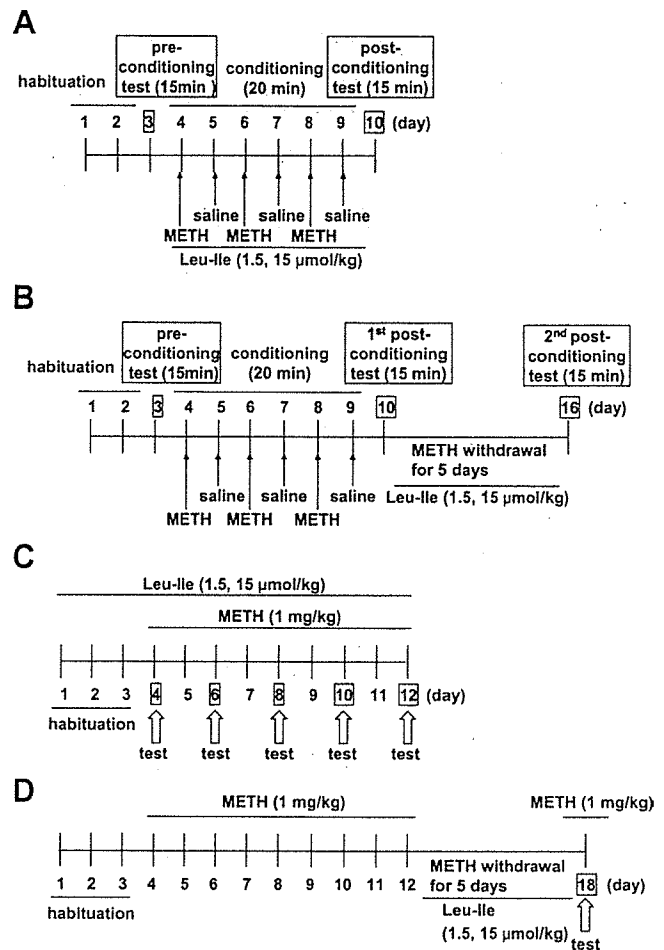 A
pre-
conditioning
test (15min )
post-
conditioning
test (15 min)
habituation
conditioning
(20 min)
1 2 3 4 5 6 7 8 9 10 (day)
saline saline saline
METH METH METH
Leu-Ile (1.5, 15 µmol/kg)
B
pre-
conditioning
test (15min)
1st post-
conditioning
test (15 min)
2nd post-
conditioning
test (15 min)
habituation
conditioning
(20 min)
1 2 3 4 5 6 7 8 9 10 16 (day)
METH withdrawal
for 5 days
saline saline saline
Leu-Ile (1.5, 15 µmol/kg)
METH METH METH
C
Leu-Ile (1.5, 15 µmol/kg)
METH (1 mg/kg)
1 2 3 4 5 6 7 8 9 10 11 12 (day)
habituation
test test test test test
D
METH (1 mg/kg) METH (1 mg/kg)
METH withdrawal
for 5 days
1 2 3 4 5 6 7 8 9 10 11 12 18 (day)
habituation
Leu-Ile
(1.5, 15 µmol/kg)
test